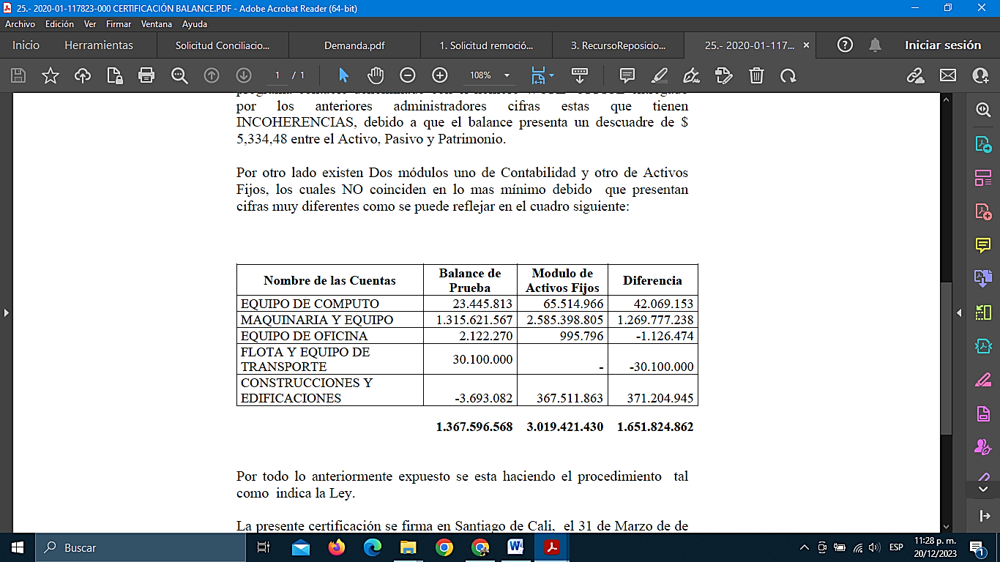 25.- 2020-01-117823-000 CERTIFICACIÓN BALANCE.PDF - Adobe Acrobat Reader (64-bit)
Archivo Edición Ver Firmar Ventana Ayuda
Inicio Herramientas Solicitud Conciliacio... Demanda.pdf 1. Solicitud remoció... 3. RecursoReposicio... 25.- 2020-01-117... × Iniciar sesión
1 / 1 108%
por los anteriores administradores cifras estas que tienen
INCOHERENCIAS, debido a que el balance presenta un descuadre de $
5,334,48 entre el Activo, Pasivo y Patrimonio.
Por otro lado existen Dos módulos uno de Contabilidad y otro de Activos
Fijos, los cuales NO coinciden en lo mas mínimo debido que presentan
cifras muy diferentes como se puede reflejar en el cuadro siguiente:
Nombre de las Cuentas Balance de Prueba Modulo de Activos Fijos Diferencia
EQUIPO DE COMPUTO 23.445.813 65.514.966 42.069.153
MAQUINARIA Y EQUIPO 1.315.621.567 2.585.398.805 1.269.777.238
EQUIPO DE OFICINA 2.122.270 995.796 -1.126.474
FLOTA Y EQUIPO DE
TRANSPORTE 30.100.000 - -30.100.000
CONSTRUCCIONES Y
EDIFICACIONES -3.693.082 367.511.863 371.204.945
1.367.596.568 3.019.421.430 1.651.824.862
Por todo lo anteriormente expuesto se esta haciendo el procedimiento tal
como indica la Ley.
La presente certificación se firma en Santiago de Cali, el 31 de Marzo de de
Buscar
ESP
11:28 p. m.
20/12/2023
1